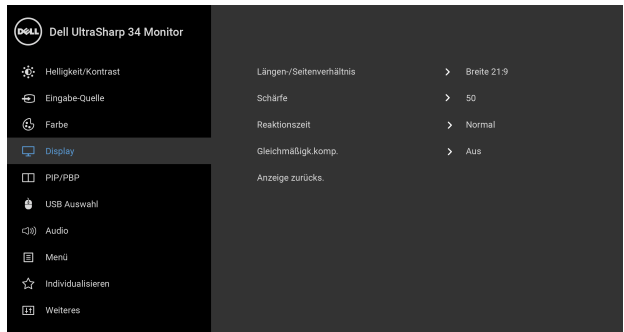 DELL Dell UltraSharp 34 Monitor
Helligkeit/Kontrast
Eingabe-Quelle
Farbe
Display
PIP/PBP
USB Auswahl
Audio
Menü
Individualisieren
Weiteres
Längen-/Seitenverhältnis > Breite 21:9
Schärfe > 50
Reaktionszeit > Normal
Gleichmäßigk.komp. > Aus
Anzeige zurücks.